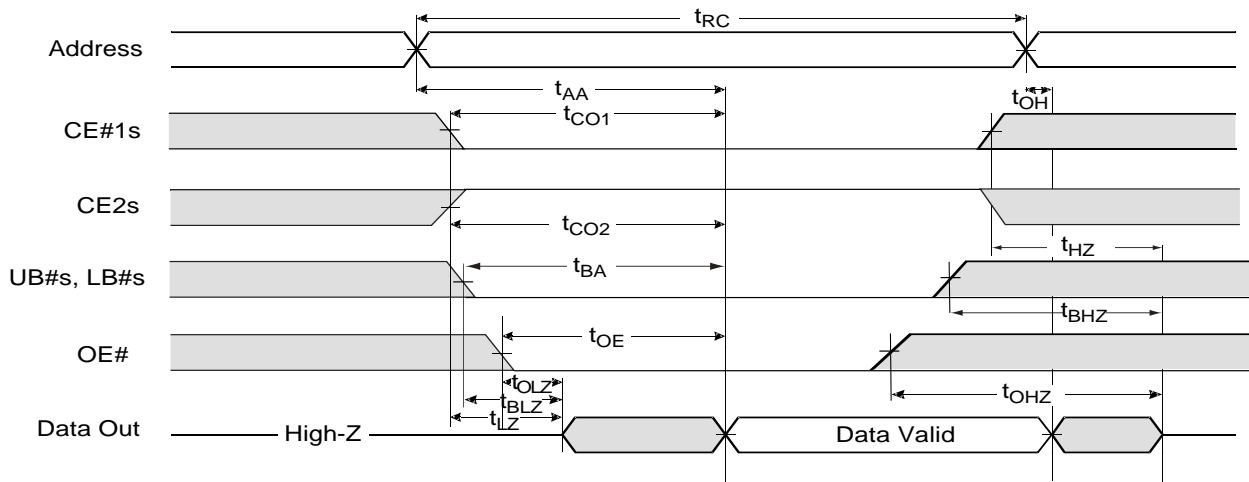 tRC
Address
tAA
tOH
tCO1
CE#1s
CE2s
tCO2
tHZ
tBA
UB#s, LB#s
tBHZ
tOE
OE#
tOLZ
tBLZ
tOHZ
tLZ
Data Out
High-Z
Data Valid